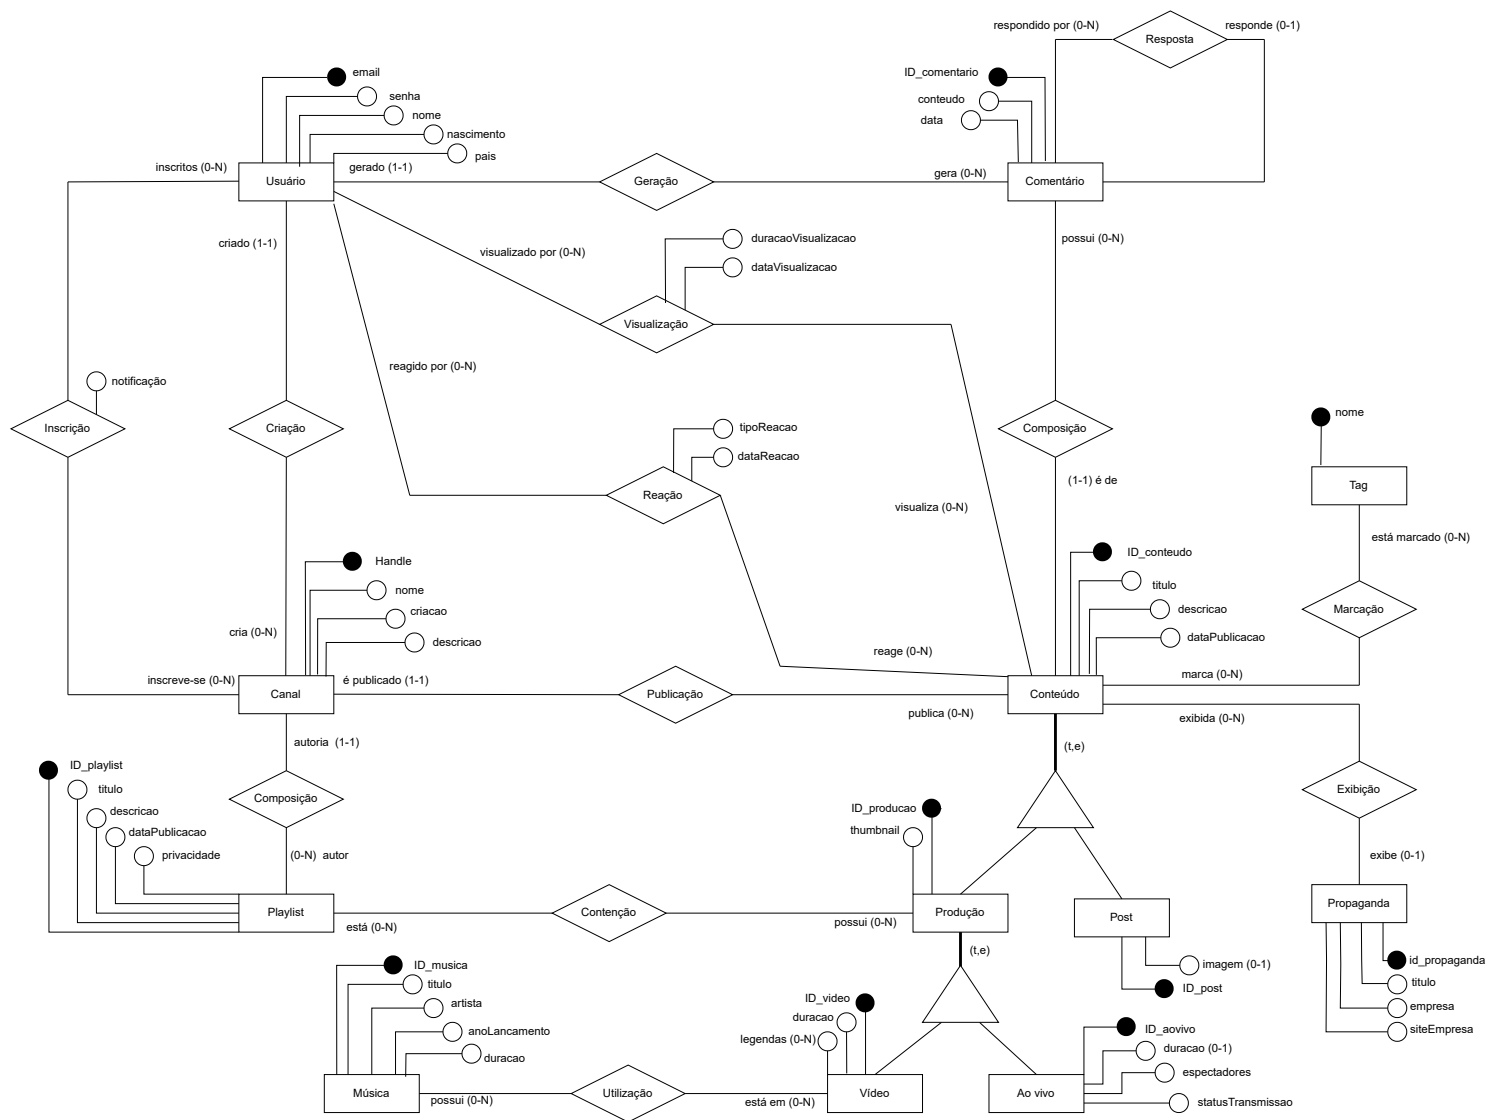 respondido por (0-N)
Resposta
responde (0-1)
email
senha
nome
nascimento
pais
ID_comentario
conteudo
data
inscritos (0-N)
gerado (1-1)
Usuário
Geração
gera (0-N)
Comentário
criado (1-1)
visualizado por (0-N)
duracaoVisualizacao
dataVisualizacao
possui (0-N)
Visualização
reagido por (0-N)
notificação
Inscrição
Criação
tipoReacao
dataReacao
Composição
nome
Reação
(1-1) é de
Tag
visualiza (0-N)
está marcado (0-N)
Handle
nome
criacao
descricao
ID_conteudo
titulo
descricao
dataPublicacao
Marcação
cria (0-N)
reage (0-N)
inscreve-se (0-N)
é publicado (1-1)
marca (0-N)
Canal
Publicação
Conteúdo
publica (0-N)
exibida (0-N)
autoria (1-1)
(t,e)
ID_playlist
titulo
descricao
dataPublicacao
privacidade
Composição
Exibição
ID_producao
thumbnail
(0-N) autor
exibe (0-1)
Playlist
está (0-N)
Contenção
possui (0-N)
Produção
Post
Propaganda
(t,e)
imagem (0-1)
ID_post
id_propaganda
titulo
empresa
siteEmpresa
ID_musica
titulo
artista
anoLancamento
duracao
ID_video
duracao
legendas (0-N)
ID_aovivo
duracao (0-1)
espectadores
statusTransmissao
Música
possui (0-N)
Utilização
está em (0-N)
Vídeo
Ao vivo